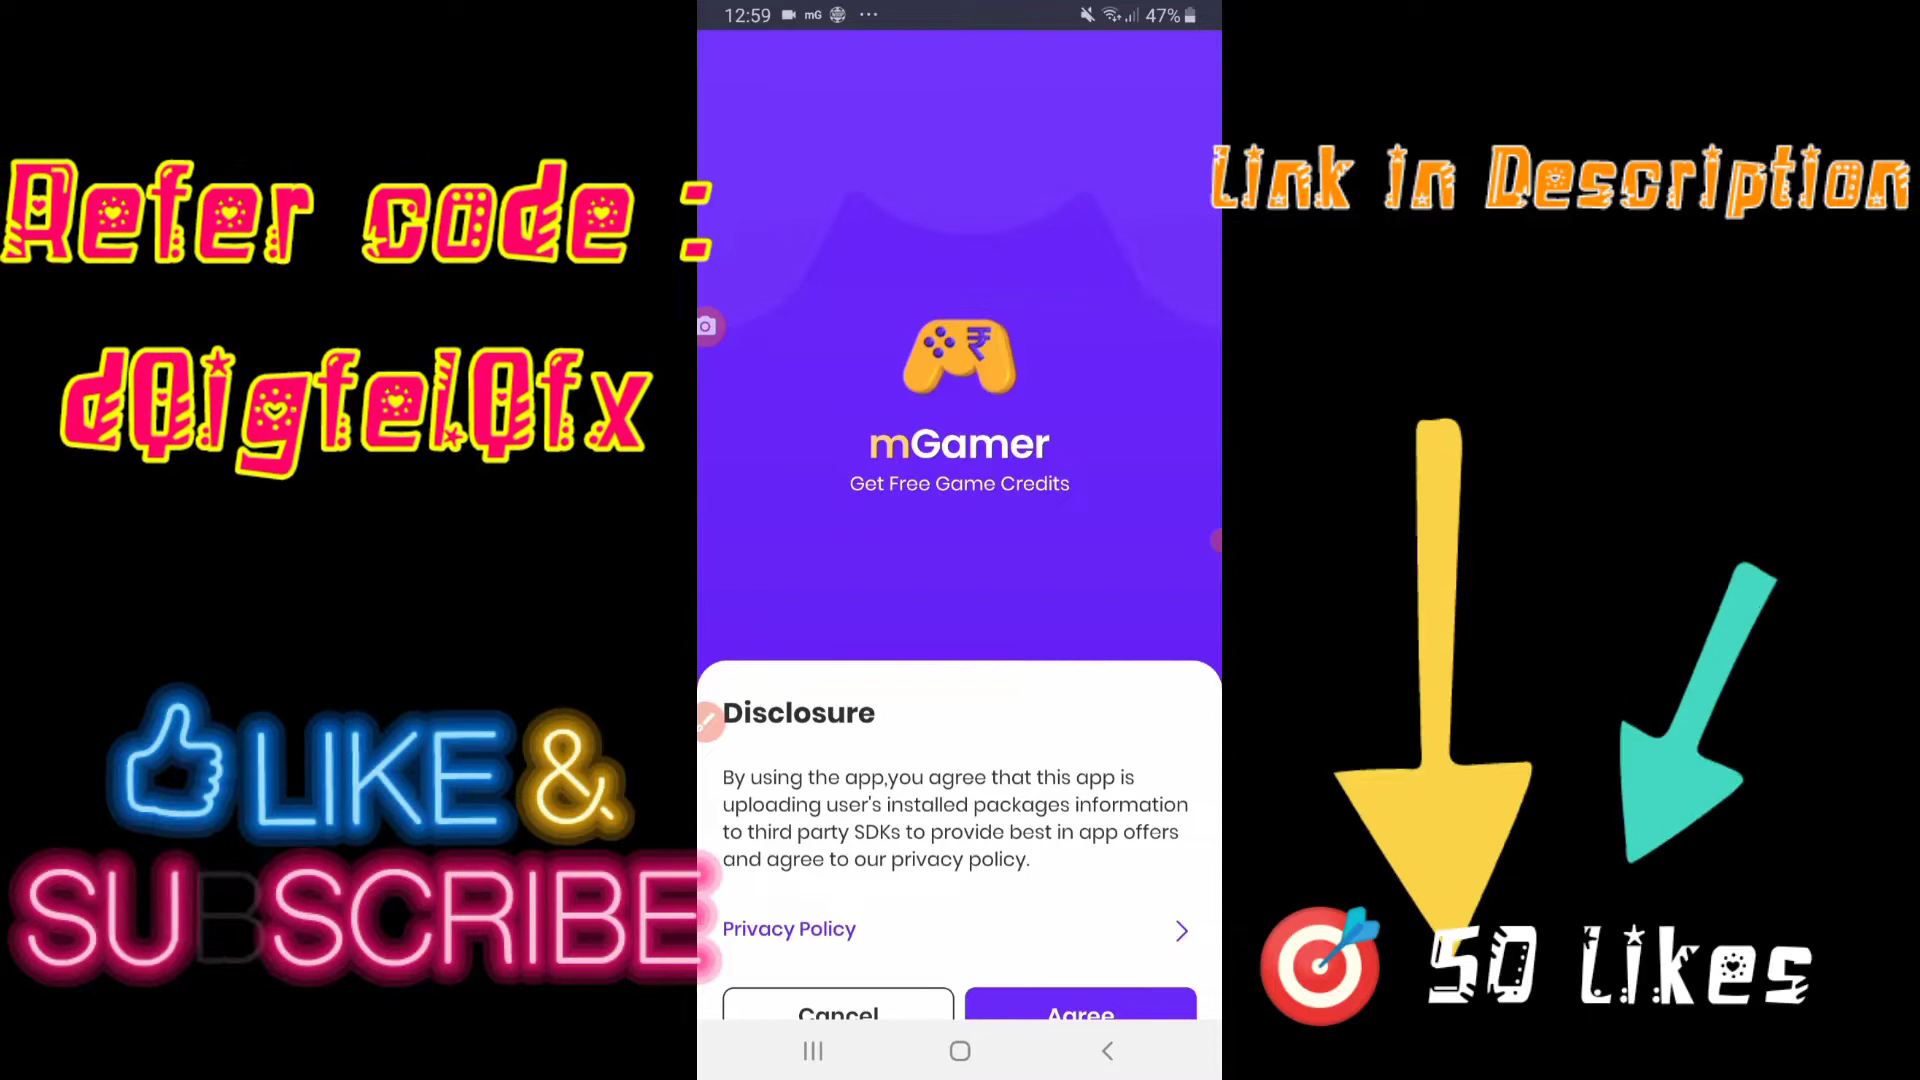 12:59 mG ... 47%
Refer code :
dQigfelQfx
LIKE &
SUBSCRIBE
mGamer
Get Free Game Credits
Disclosure
By using the app,you agree that this app is
uploading user's installed packages information
to third party SDKs to provide best in app offers
and agree to our privacy policy.
Privacy Policy
Cancel
Agree
Link in Description
50 Likes